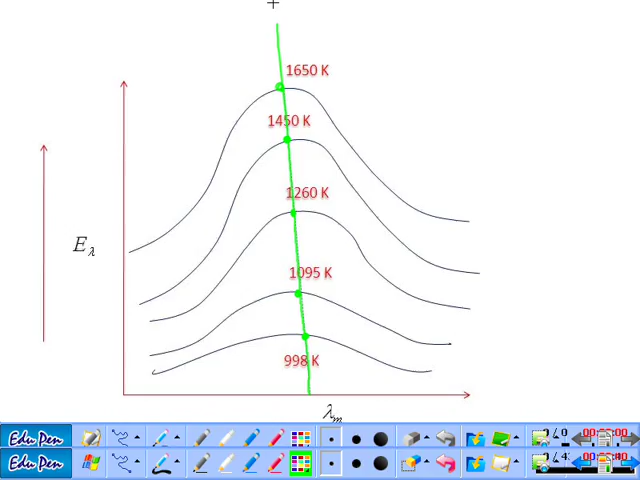 +
1650 K
1450 K
1260 K
Eλ
1095 K
998 K
λm
Edu Pen
Edu Pen